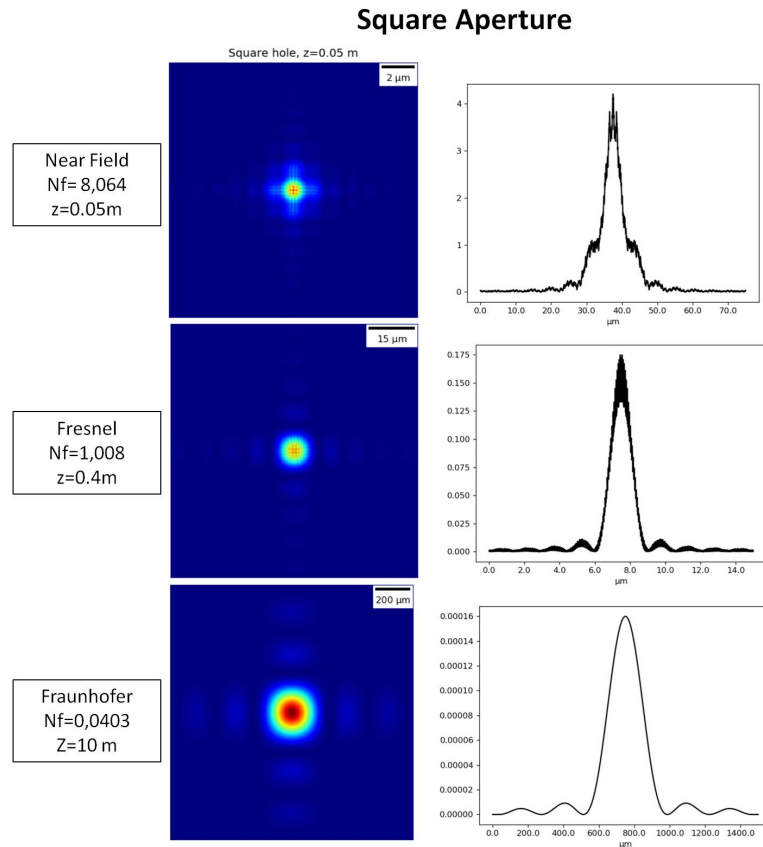 Square Aperture
Square hole, z=0.05 m
2 µm
Near Field
Nf= 8,064
z=0.05m
4
3
2
1
0
0.0 10.0 20.0 30.0 40.0 50.0 60.0 70.0
µm
15 µm
Fresnel
Nf=1,008
z=0.4m
0.175
0.150
0.125
0.100
0.075
0.050
0.025
0.000
0.0 2.0 4.0 6.0 8.0 10.0 12.0 14.0
µm
200 µm
Fraunhofer
Nf=0,0403
Z=10 m
0.00016
0.00014
0.00012
0.00010
0.00008
0.00006
0.00004
0.00002
0.00000
0.0 200.0 400.0 600.0 800.0 1000.0 1200.0 1400.0
µm